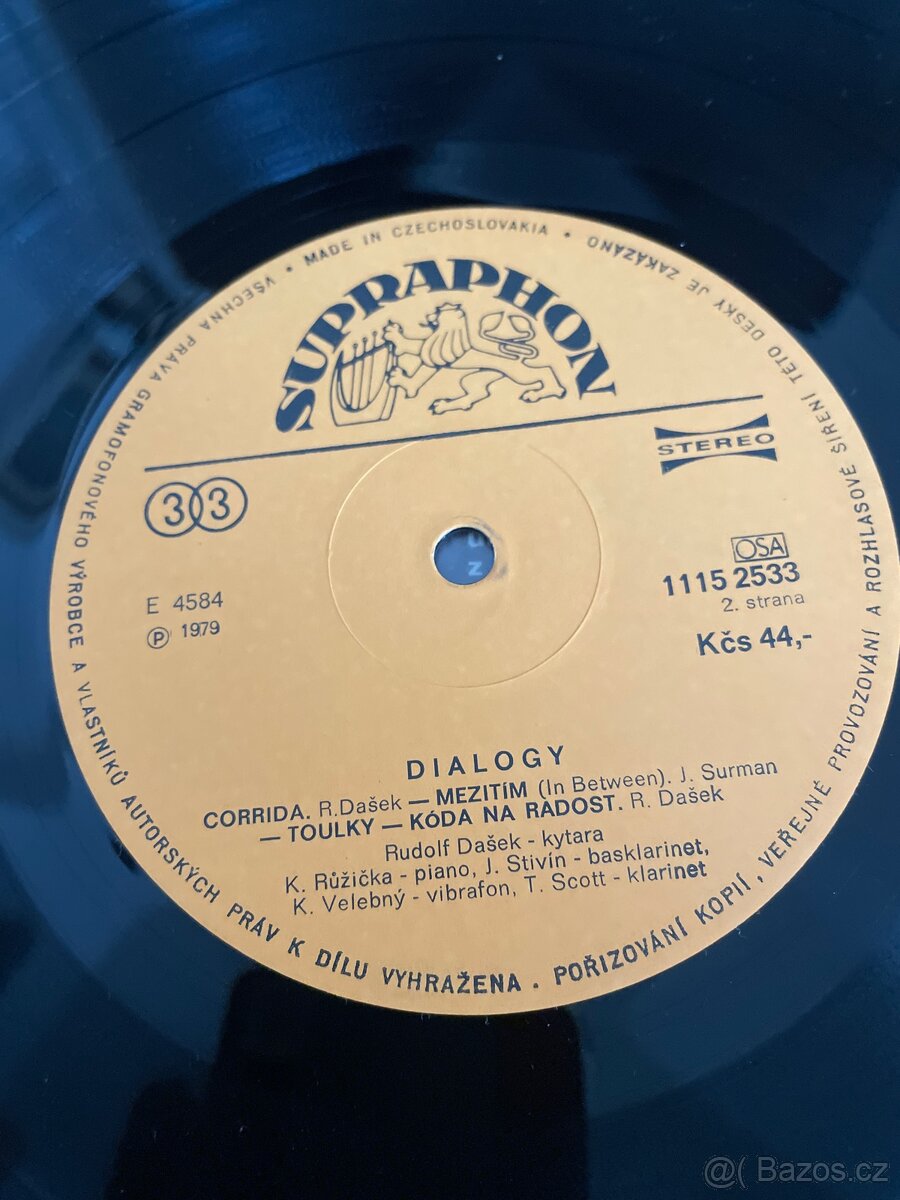 VŠECHNA PRÁVA GRAMOFONOVÉHO VÝROBCE A VLASTNÍKŮ AUTORSKÝCH PRÁV K DÍLU VYHRAŽENA . POŘIZOVÁNÍ KOPIÍ, VEŘEJNÉ PROVOZOVÁNÍ A ROZHLASOVÉ ŠÍŘENÍ TÉTO DESKY JE ZAKÁZÁNO • MADE IN CZECHOSLOVAKIA •
SUPRAPHON
STEREO
33
OSA
E 4584
1115 2533
Ⓟ 1979
2. strana
Kčs 44,-
DIALOGY
CORRIDA. R.Dašek — MEZITÍM (In Between). J. Surman
— TOULKY — KÓDA NA RADOST. R. Dašek
Rudolf Dašek - kytara
K. Růžička - piano, J. Stivín - basklarinet,
K. Velebný - vibrafon, T. Scott - klarinet
@( Bazos.cz